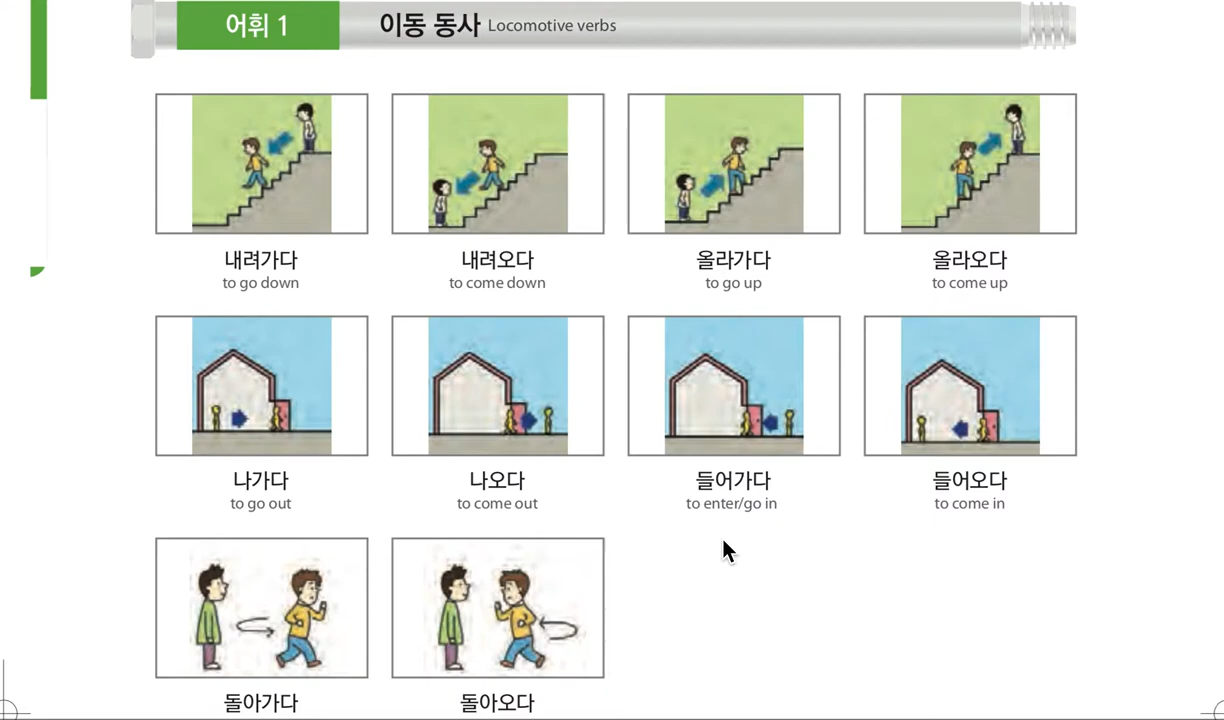 어휘 1
이동 동사 Locomotive verbs
내려가다
to go down
내려오다
to come down
올라가다
to go up
올라오다
to come up
나가다
to go out
나오다
to come out
들어가다
to enter/go in
들어오다
to come in
돌아가다
돌아오다